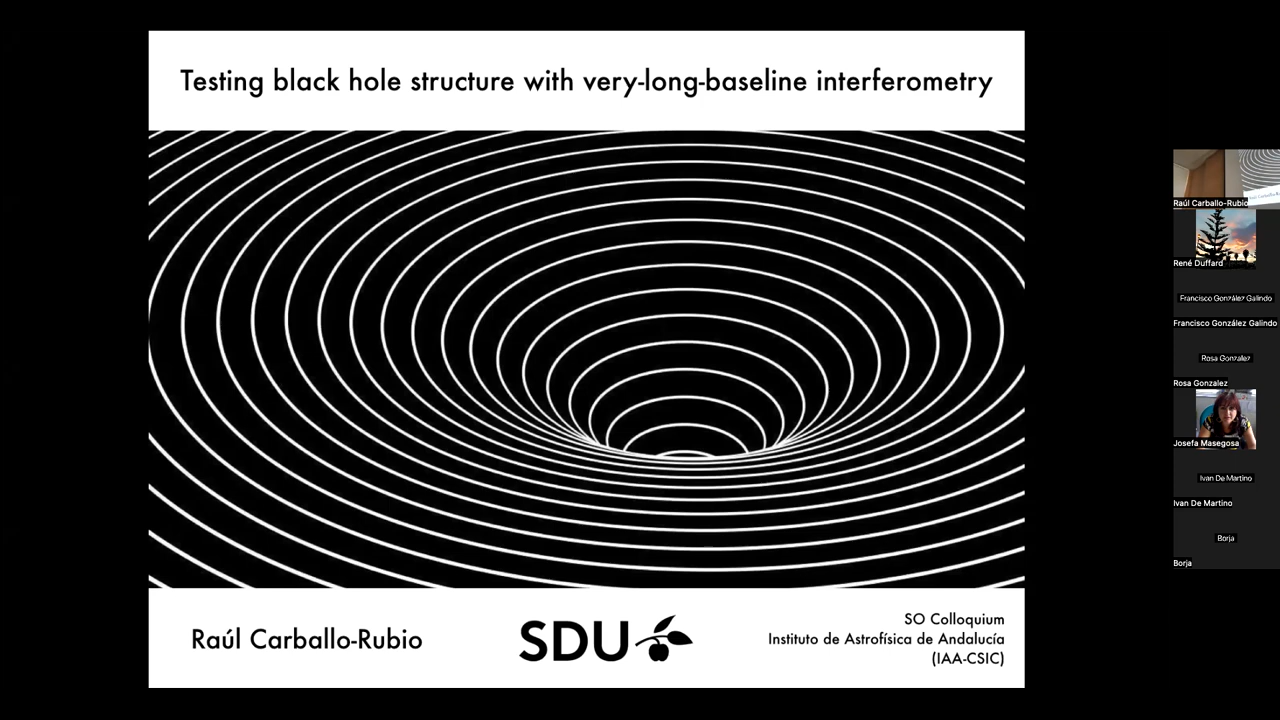 Testing black hole structure with very-long-baseline interferometry
Raúl Carballo-Rubio
SDU
SO Colloquium
Instituto de Astrofísica de Andalucía
(IAA-CSIC)
Raúl Carballo-Rubio
René Duffard
Francisco González Galindo
Francisco González Galindo
Rosa Gonzalez
Rosa Gonzalez
Josefa Masegosa
Ivan De Martino
Ivan De Martino
Borja
Borja